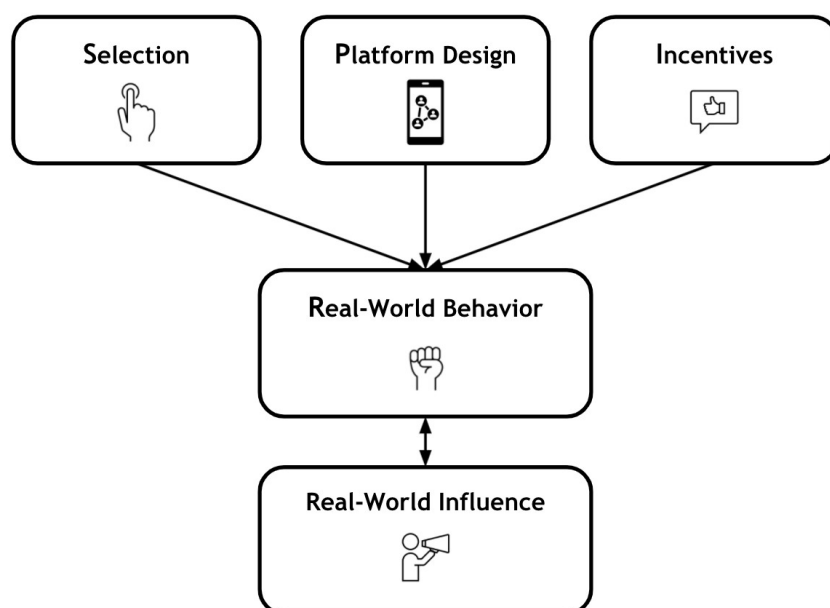 Selection
Platform Design
Incentives
Real-World Behavior
Real-World Influence